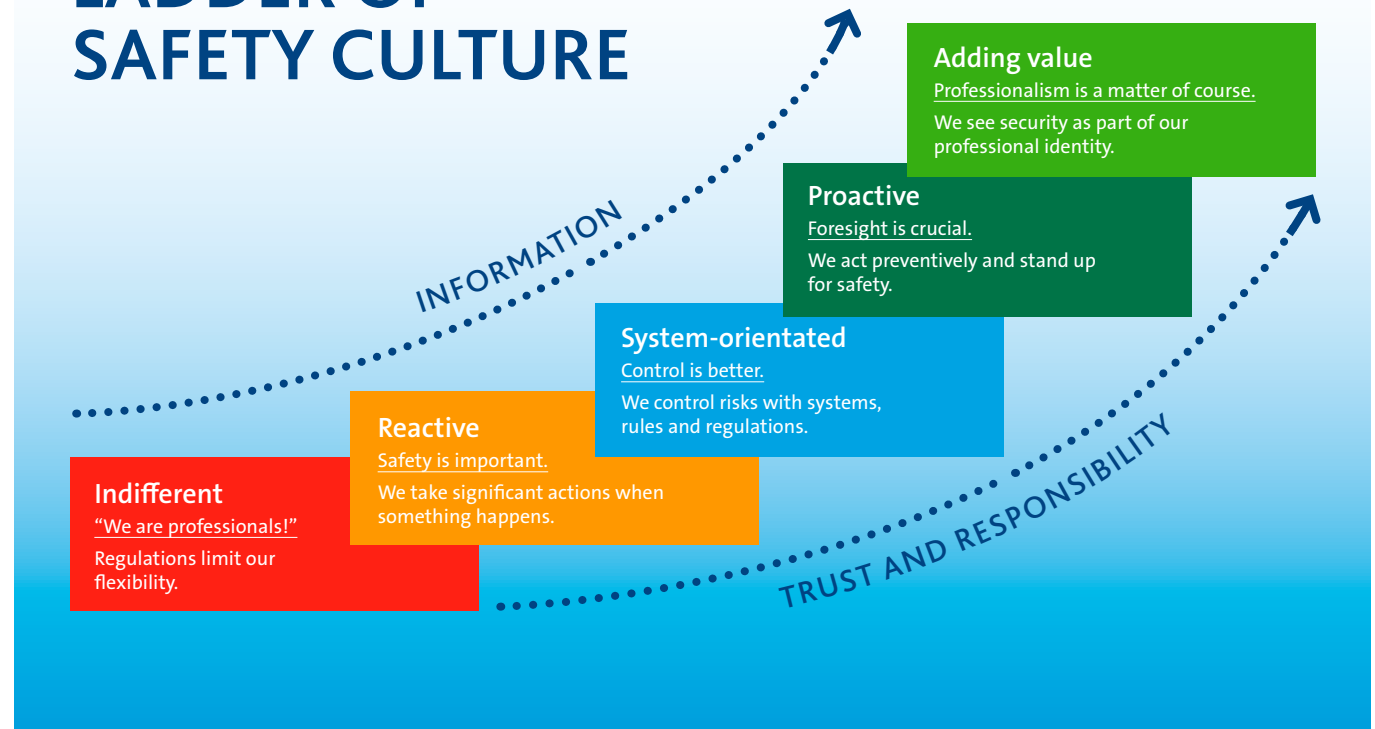 LADDER OF
SAFETY CULTURE
Adding value
Professionalism is a matter of course.
We see security as part of our
professional identity.
Proactive
Foresight is crucial.
We act preventively and stand up
for safety.
INFORMATION
System-orientated
Control is better.
We control risks with systems,
rules and regulations.
Reactive
Safety is important.
We take significant actions when
something happens.
Indifferent
“We are professionals!”
Regulations limit our
flexibility.
TRUST AND RESPONSIBILITY